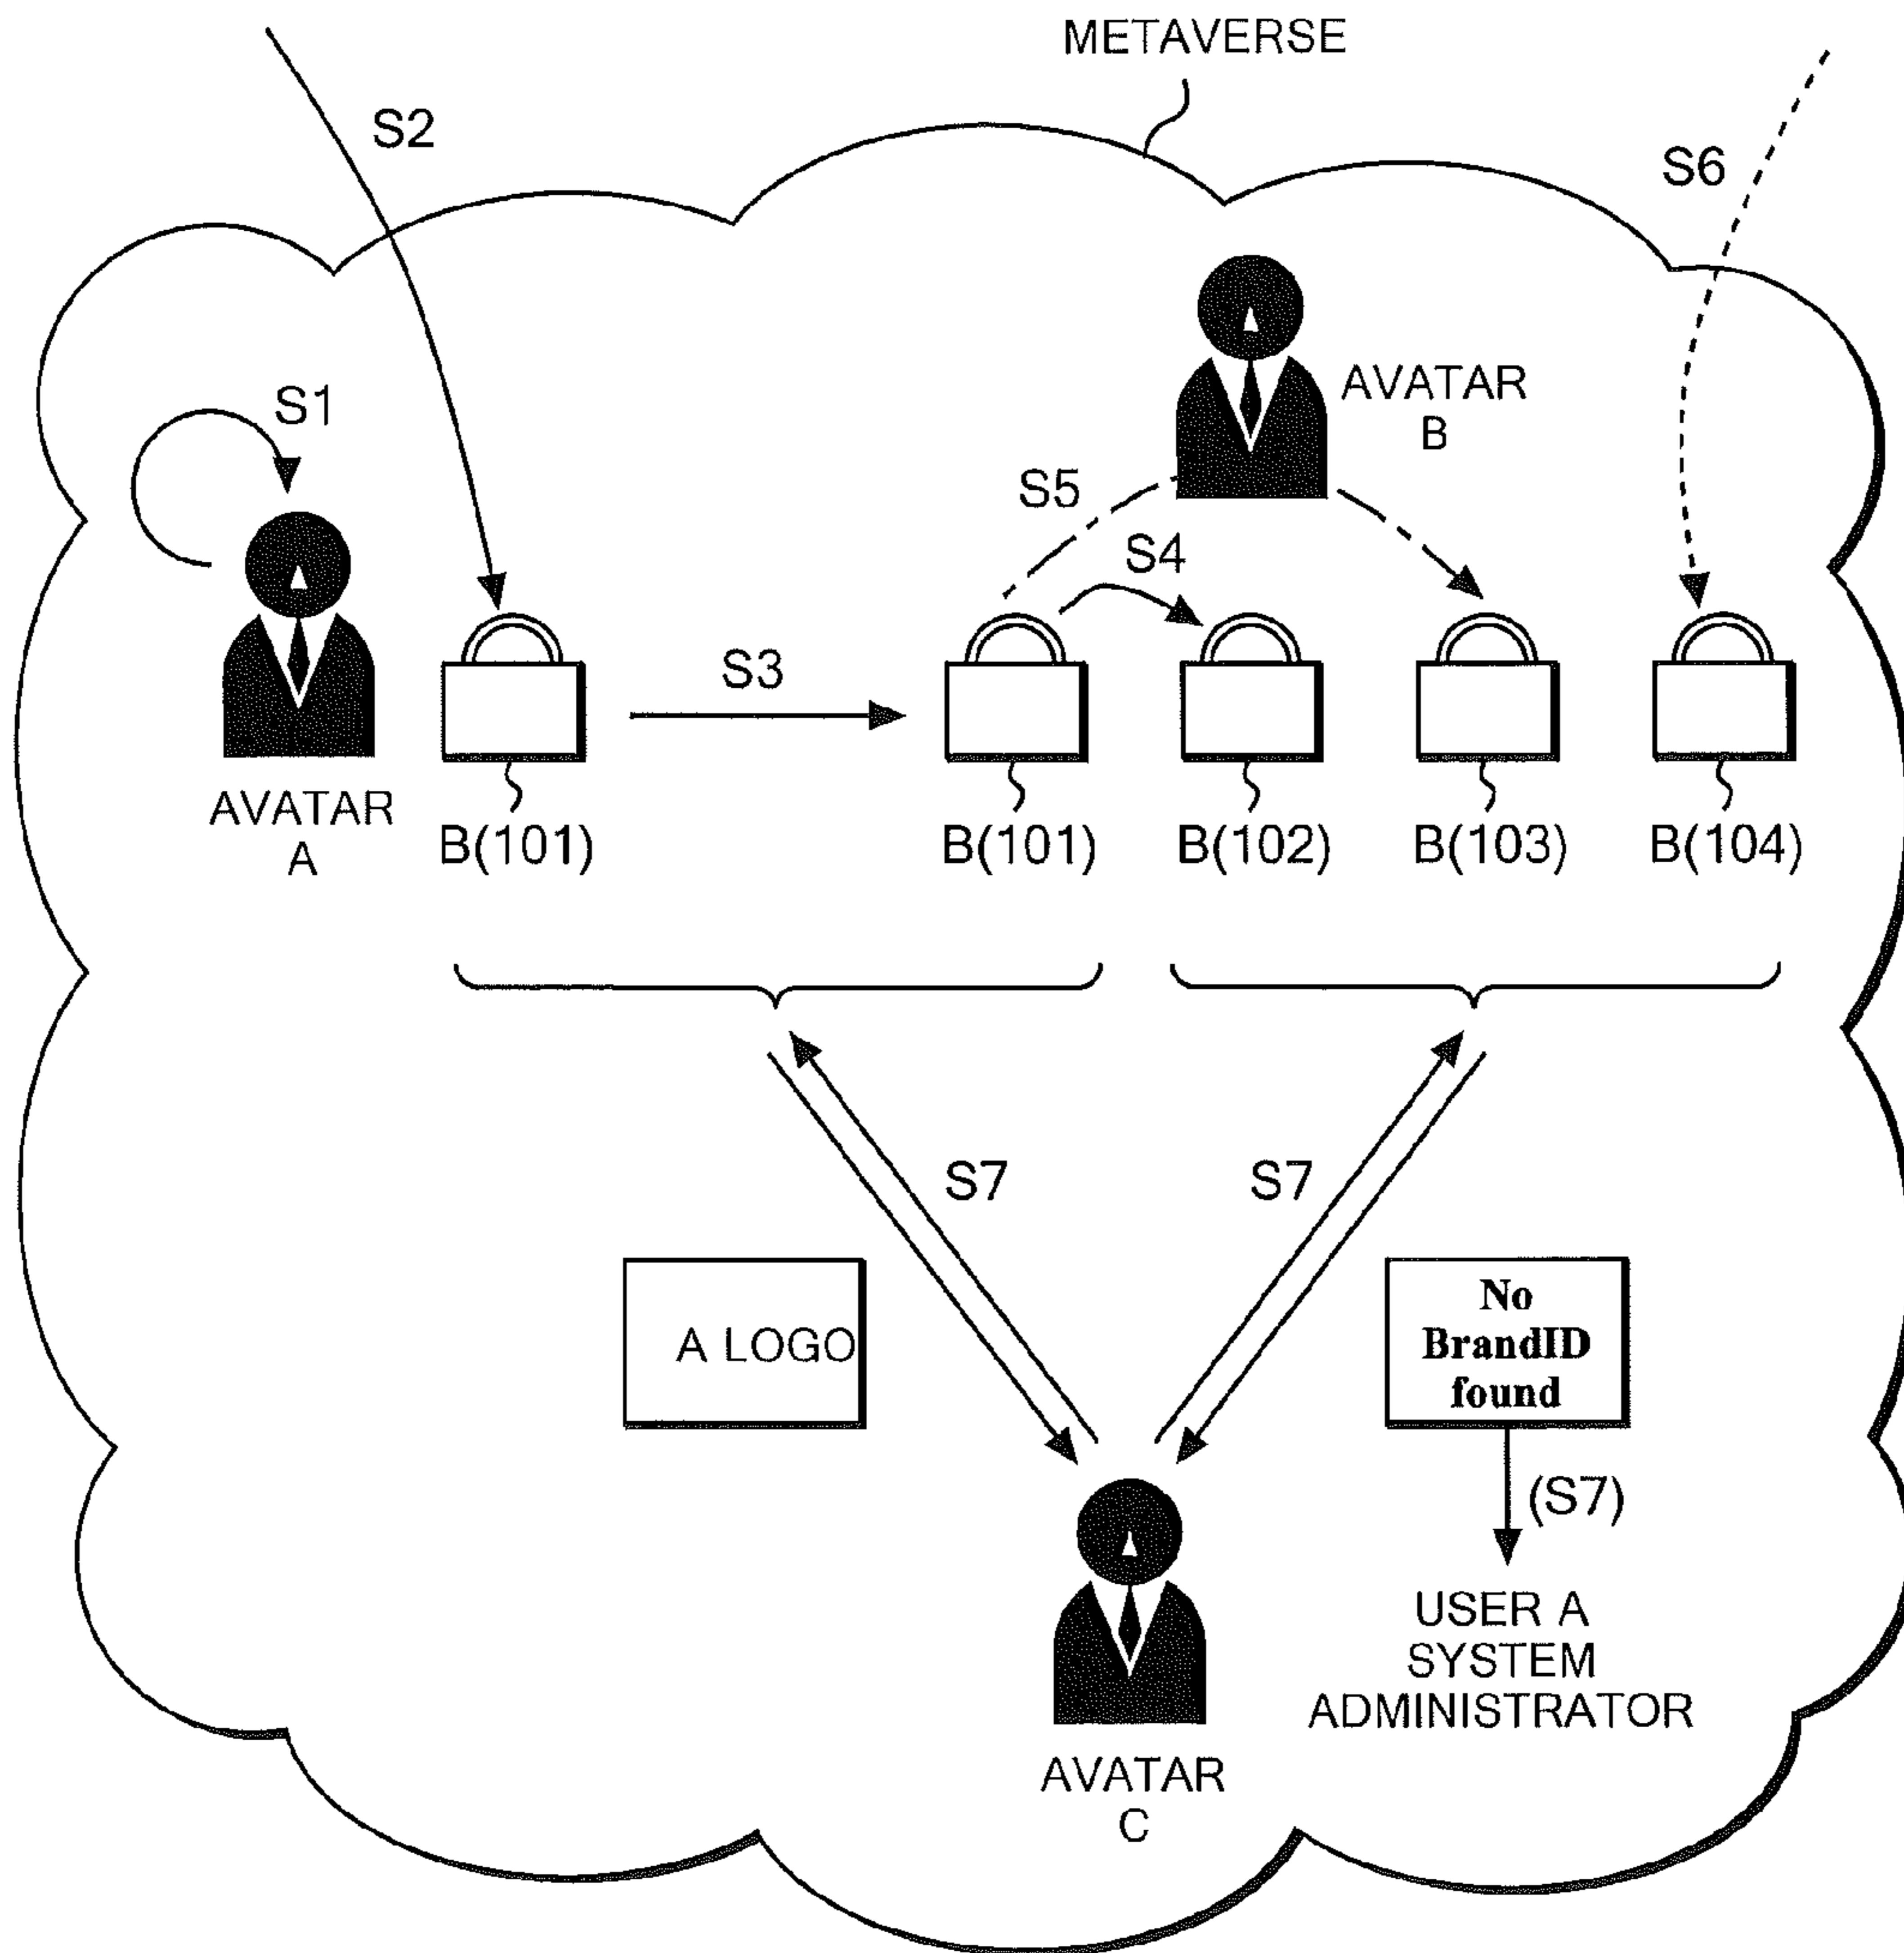 METAVERSE
S2
S6
S1
AVATAR
B
S5
S4
S3
AVATAR
A
B(101)
B(101)
B(102)
B(103)
B(104)
S7
S7
A LOGO
No
BrandID
found
(S7)
USER A
SYSTEM
ADMINISTRATOR
AVATAR
C